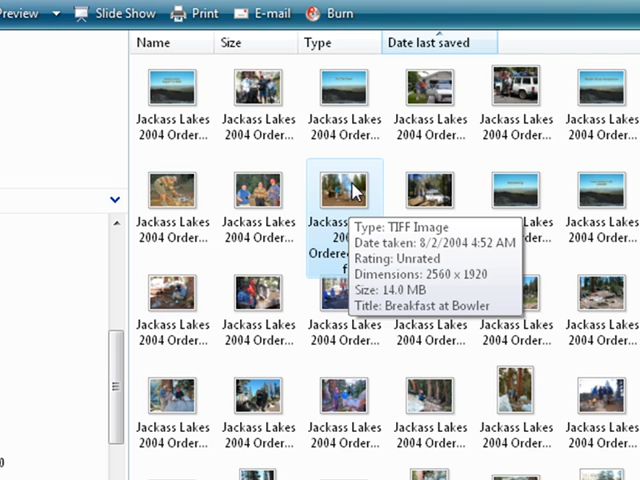 Preview Slide Show Print E-mail Burn
Name Size Type Date last saved
Jackass Lakes Jackass Lakes Jackass Lakes Jackass Lakes Jackass Lakes Jackass Lakes
2004 Order... 2004 Order... 2004 Order... 2004 Order... 2004 Order... 2004 Order...
Jackass Lakes Jackass Lakes Jackass
2004 Order... 2004 Order... 200
Ordered
f
Type: TIFF Image
Date taken: 8/2/2004 4:52 AM
Rating: Unrated
Dimensions: 2560 x 1920
Size: 14.0 MB
Title: Breakfast at Bowler
Jackass Lakes Jackass Lakes Jackass Lakes Jackass Lakes Jackass Lakes Jackass Lakes
2004 Order... 2004 Order... 2004 Order... 2004 Order... 2004 Order... 2004 Order...
Jackass Lakes Jackass Lakes Jackass Lakes Jackass Lakes Jackass Lakes Jackass Lakes
2004 Order... 2004 Order... 2004 Order... 2004 Order... 2004 Order... 2004 Order...
0